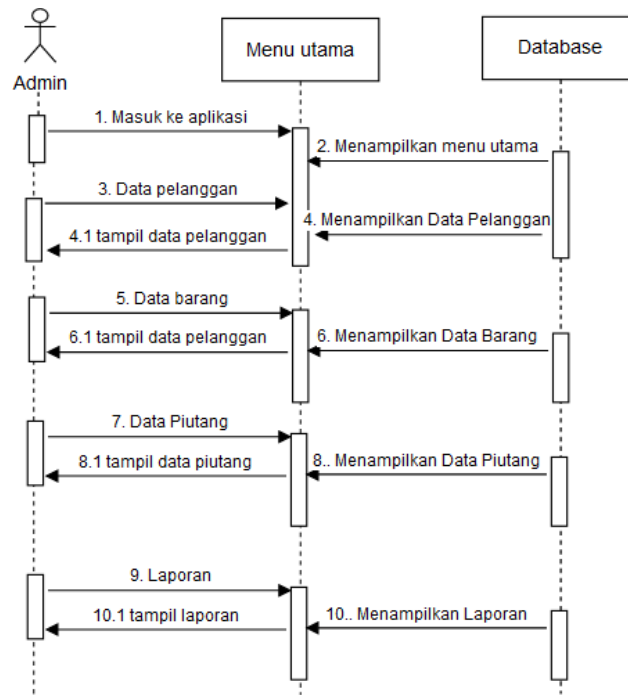 Admin
Menu utama
Database
1. Masuk ke aplikasi
2. Menampilkan menu utama
3. Data pelanggan
4. Menampilkan Data Pelanggan
4.1 tampil data pelanggan
5. Data barang
6. Menampilkan Data Barang
6.1 tampil data pelanggan
7. Data Piutang
8.. Menampilkan Data Piutang
8.1 tampil data piutang
9. Laporan
10.. Menampilkan Laporan
10.1 tampil laporan